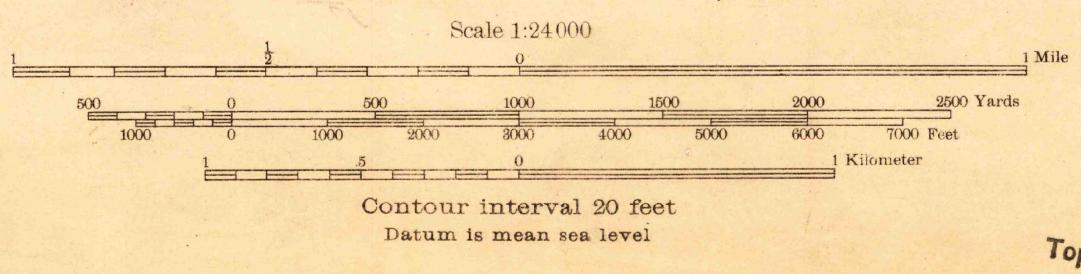 Scale 1:24000
1 1/2 0 1 Mile
500 0 500 1000 1500 2000 2500 Yards
1000 0 1000 2000 3000 4000 5000 6000 7000 Feet
1 .5 0 1 Kilometer
Contour interval 20 feet
Datum is mean sea level